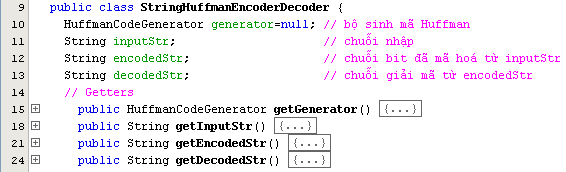 9 public class StringHuffmanEncoderDecoder {
10 HuffmanCodeGenerator generator=null; // bộ sinh mã Huffman
11 String inputStr; // chuỗi nhập
12 String encodedStr; // chuỗi bit đã mã hoá từ inputStr
13 String decodedStr; // chuỗi giải mã từ encodedStr
14 // Getters
15 public HuffmanCodeGenerator getGenerator() {...}
18 public String getInputStr() {...}
21 public String getEncodedStr() {...}
24 public String getDecodedStr() {...}